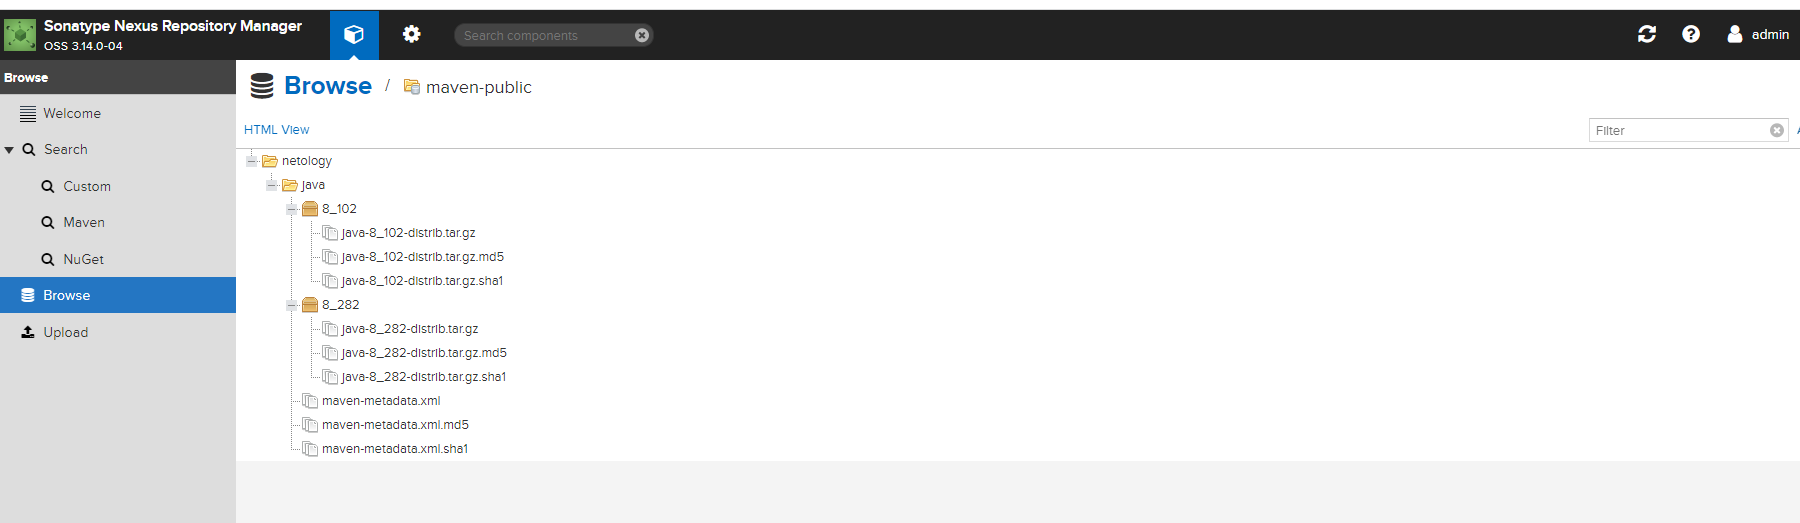 Sonatype Nexus Repository Manager
OSS 3.14.0-04
Search components
admin
Browse
Welcome
Search
Custom
Maven
NuGet
Browse
Upload
Browse / maven-public
HTML View
Filter
netology
java
8_102
java-8_102-distrib.tar.gz
java-8_102-distrib.tar.gz.md5
java-8_102-distrib.tar.gz.sha1
8_282
java-8_282-distrib.tar.gz
java-8_282-distrib.tar.gz.md5
java-8_282-distrib.tar.gz.sha1
maven-metadata.xml
maven-metadata.xml.md5
maven-metadata.xml.sha1